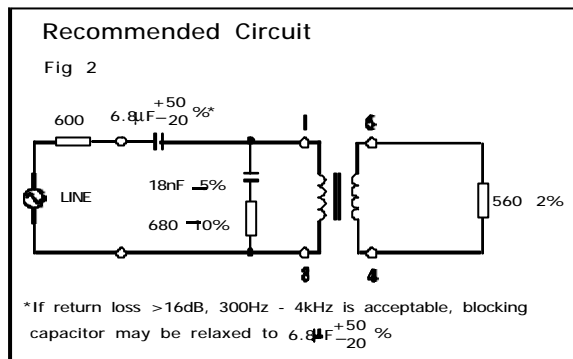 Recommended Circuit
Fig 2
600
6.8µF +50 −20 %*
LINE
18nF 5%
680 10%
1
3
4
560 2%
*If return loss >16dB, 300Hz - 4kHz is acceptable, blocking
capacitor may be relaxed to 6.8µF +50 −20 %